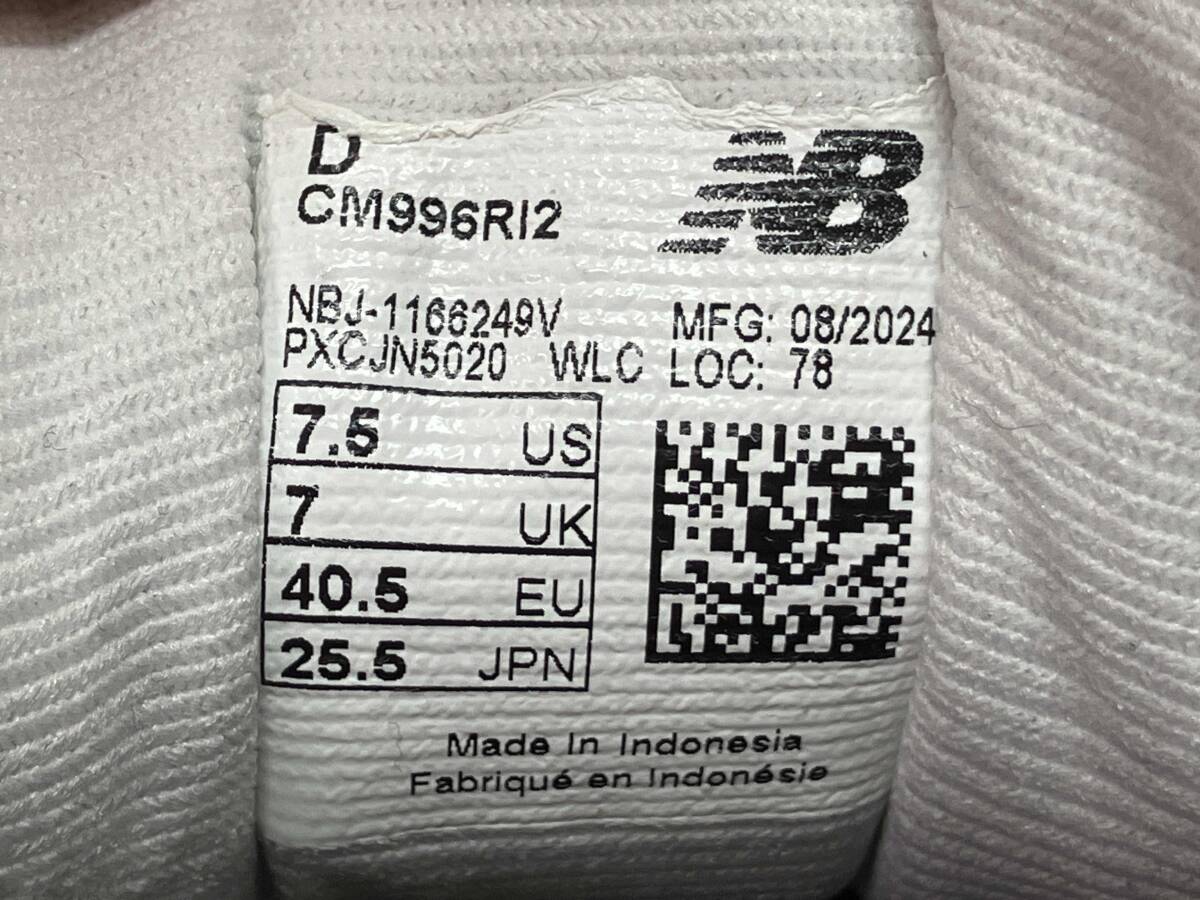 D
CM996RI2
NB
NBJ-1166249V MFG: 08/2024
PXCJN5020 WLC LOC: 78
7.5 US
7 UK
40.5 EU
25.5 JPN
Made In Indonesia
Fabriqué en Indonésie